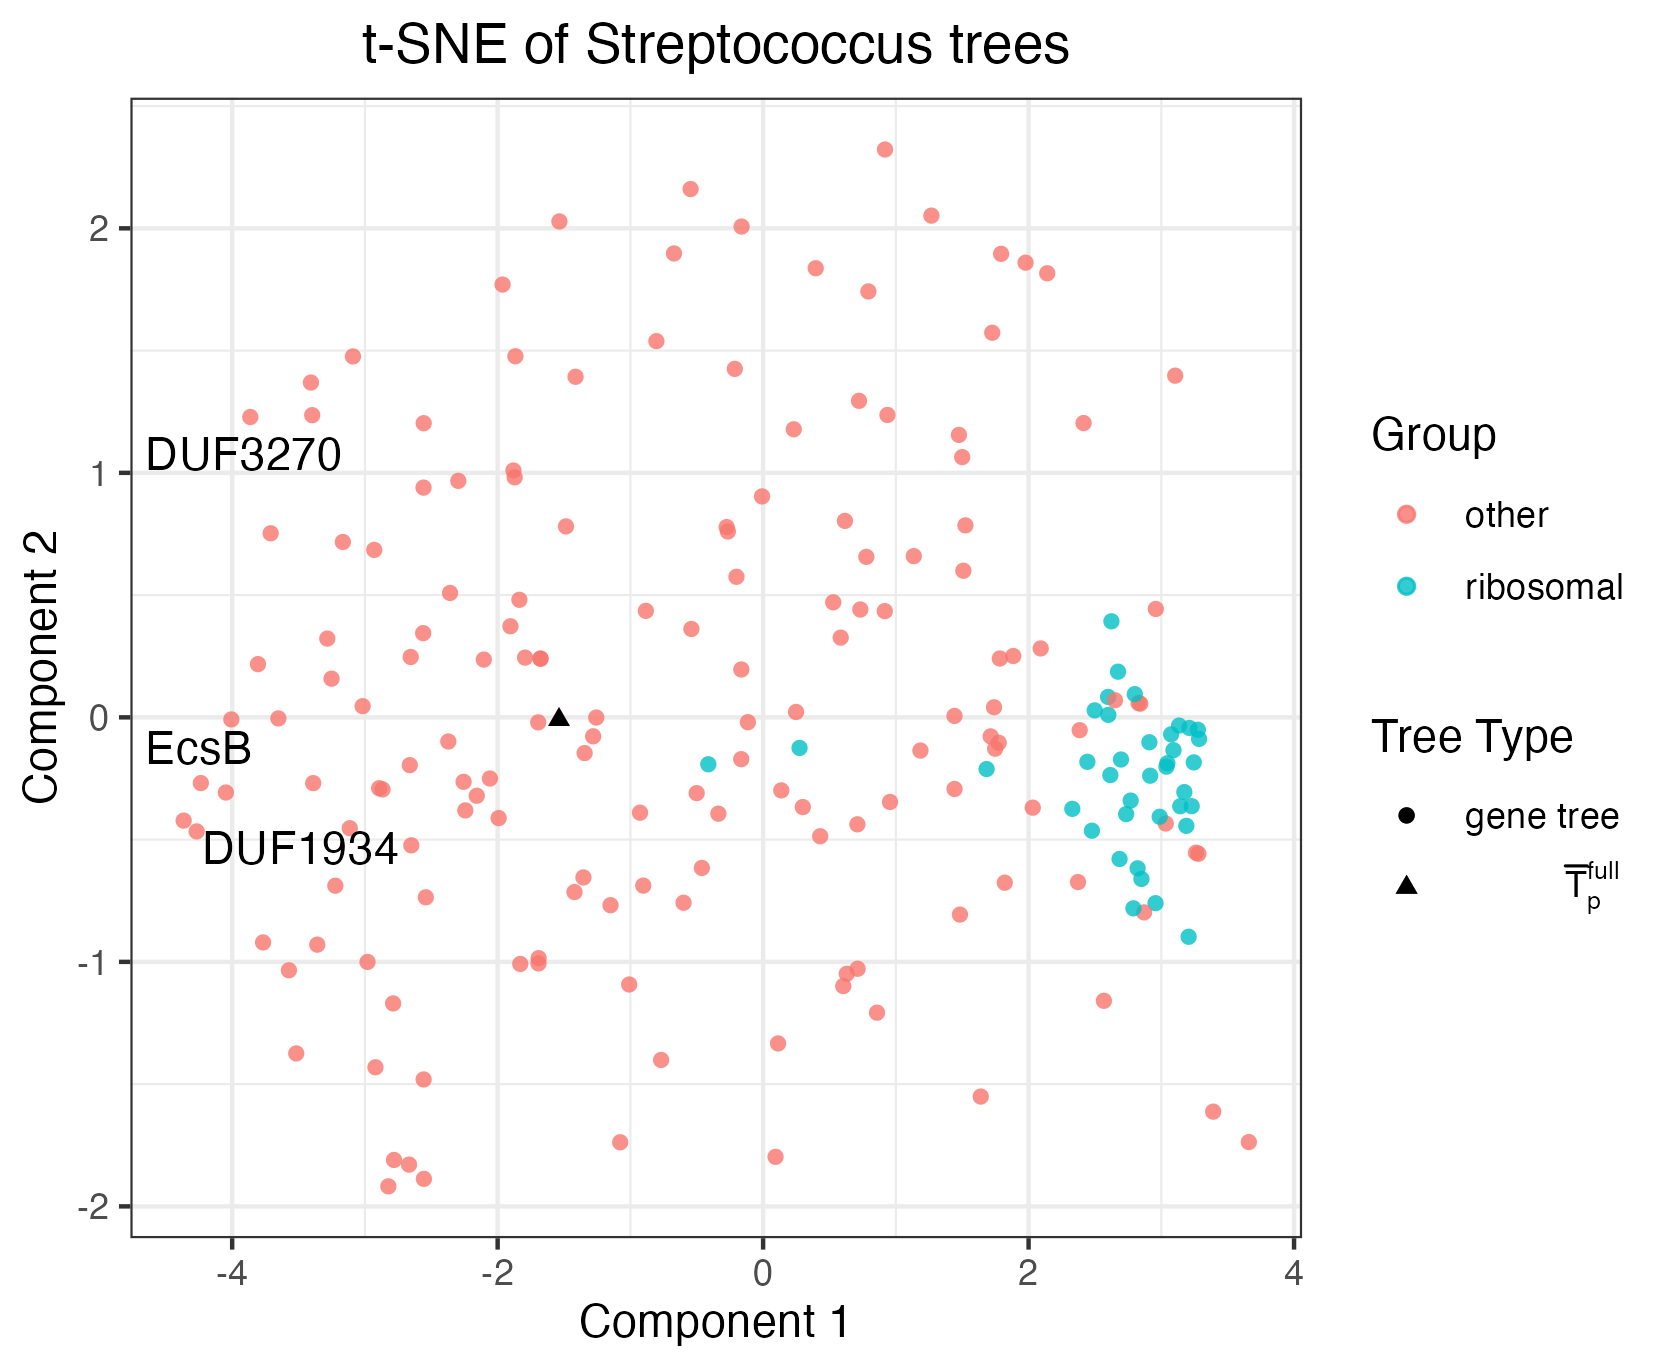 t-SNE of Streptococcus trees
Component 2
2
1
0
-1
-2
DUF3270
EcsB
DUF1934
-4
-2
0
2
4
Component 1
Group
other
ribosomal
Tree Type
gene tree
T̅ₚᶠᵘˡˡ